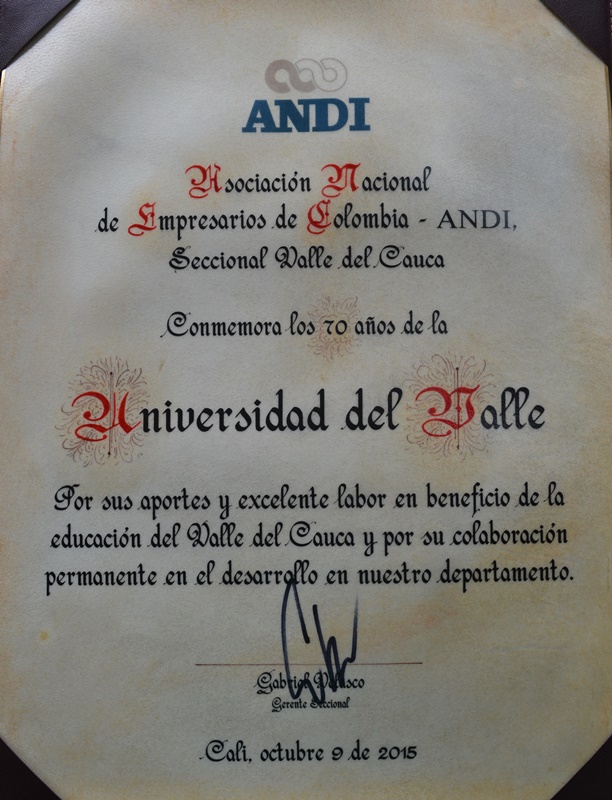 ANDI
Asociación Nacional
de Empresarios de Colombia - ANDI,
Seccional Valle del Cauca
Conmemora los 70 años de la
Universidad del Valle
Por sus aportes y excelente labor en beneficio de la
educación del Valle del Cauca y por su colaboración
permanente en el desarrollo en nuestro departamento.
Gabriel Velasco
Gerente Seccional
Cali, octubre 9 de 2015